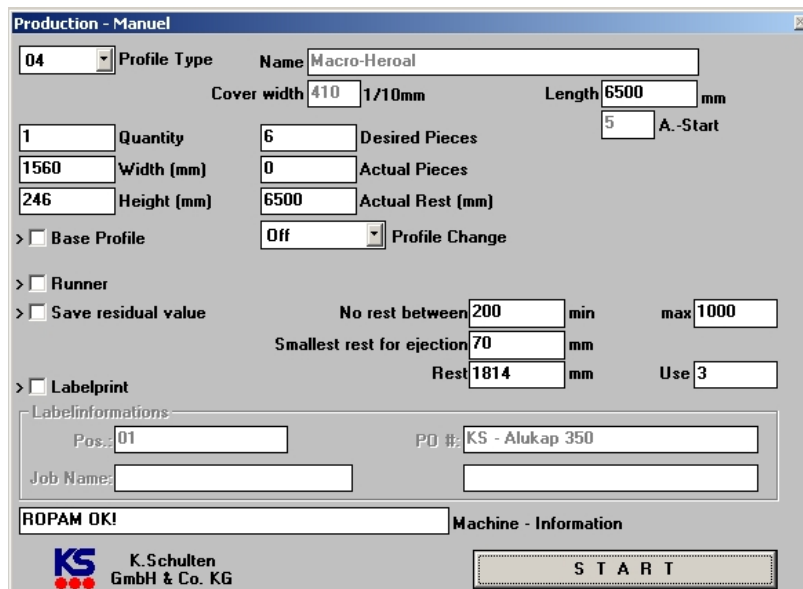 Production - Manuel
04 Profile Type Name Macro-Heroal
Cover width 410 1/10mm Length 6500 mm
5 A.-Start
1 Quantity 6 Desired Pieces
1560 Width (mm) 0 Actual Pieces
246 Height (mm) 6500 Actual Rest (mm)
> Base Profile Off Profile Change
> Runner
> Save residual value No rest between 200 min max 1000
Smallest rest for ejection 70 mm
Rest 1814 mm Use 3
> Labelprint
Labelinformations
Pos.: 01 PO #: KS - Alukap 350
Job Name:
ROPAM OK! Machine - Information
KS K.Schulten
GmbH & Co. KG
S T A R T